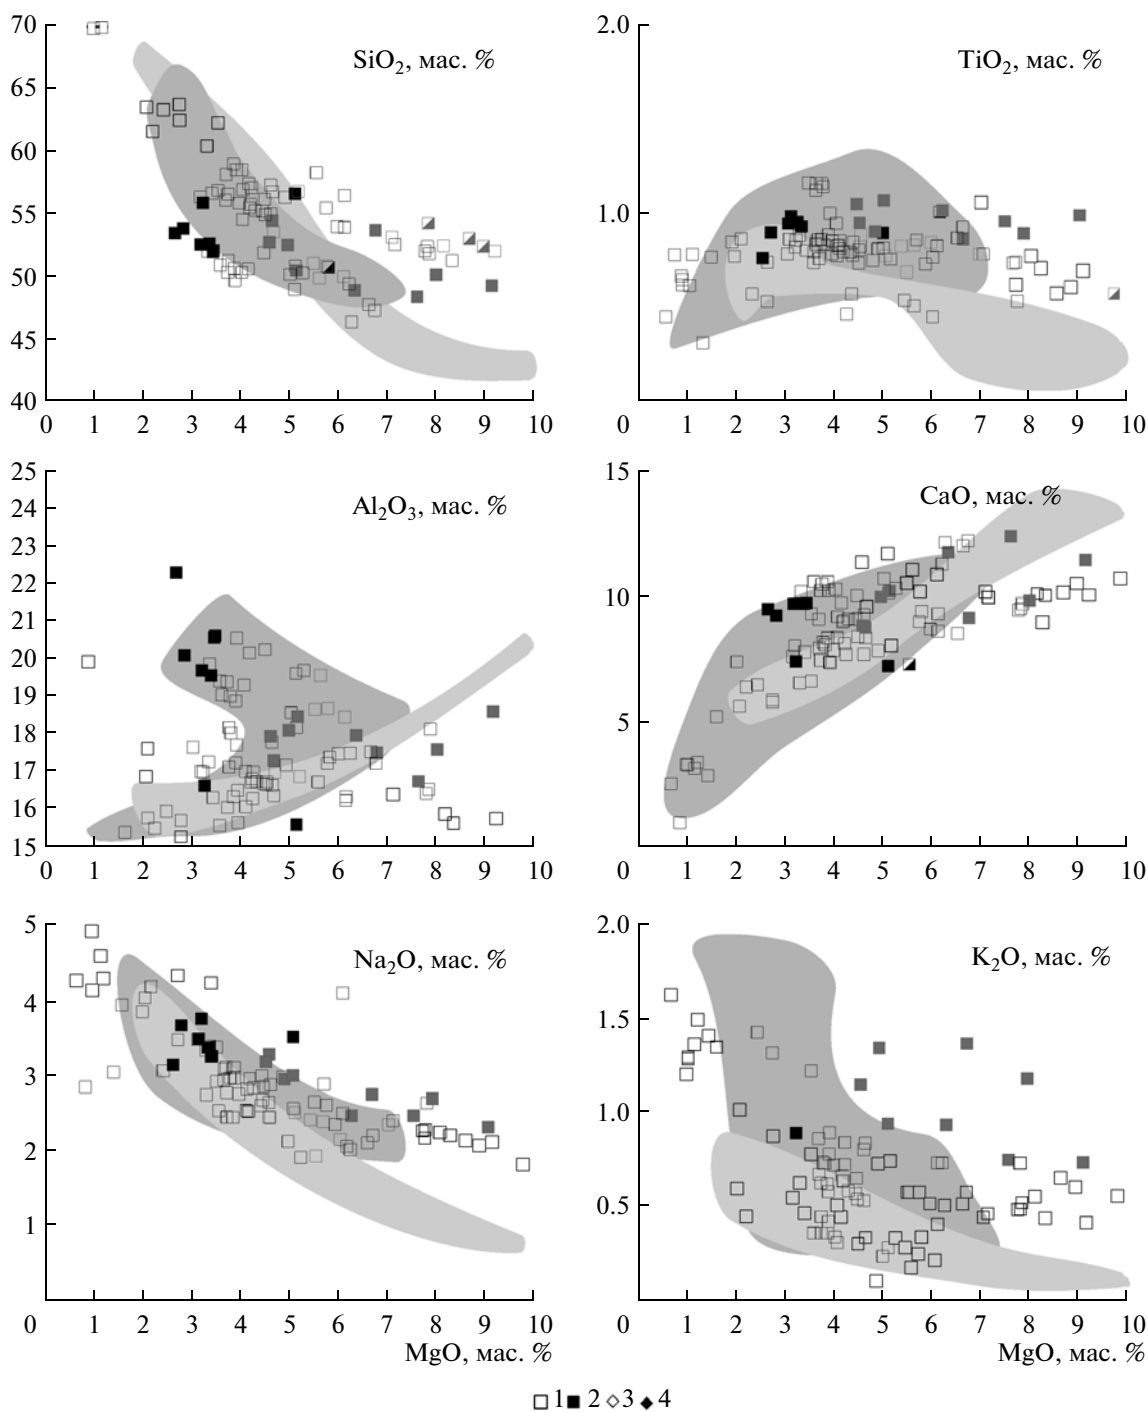 SiO₂, мас. %
70
65
60
55
50
45
40
0 1 2 3 4 5 6 7 8 9 10
TiO₂, мас. %
2.0
1.0
0 1 2 3 4 5 6 7 8 9 10
Al₂O₃, мас. %
25
24
23
22
21
20
19
18
17
16
15
0 1 2 3 4 5 6 7 8 9 10
CaO, мас. %
15
10
5
0 1 2 3 4 5 6 7 8 9 10
Na₂O, мас. %
5
4
3
2
1
0 1 2 3 4 5 6 7 8 9 10
MgO, мас. %
K₂O, мас. %
2.0
1.5
1.0
0.5
0 1 2 3 4 5 6 7 8 9 10
MgO, мас. %
1 2 3 4